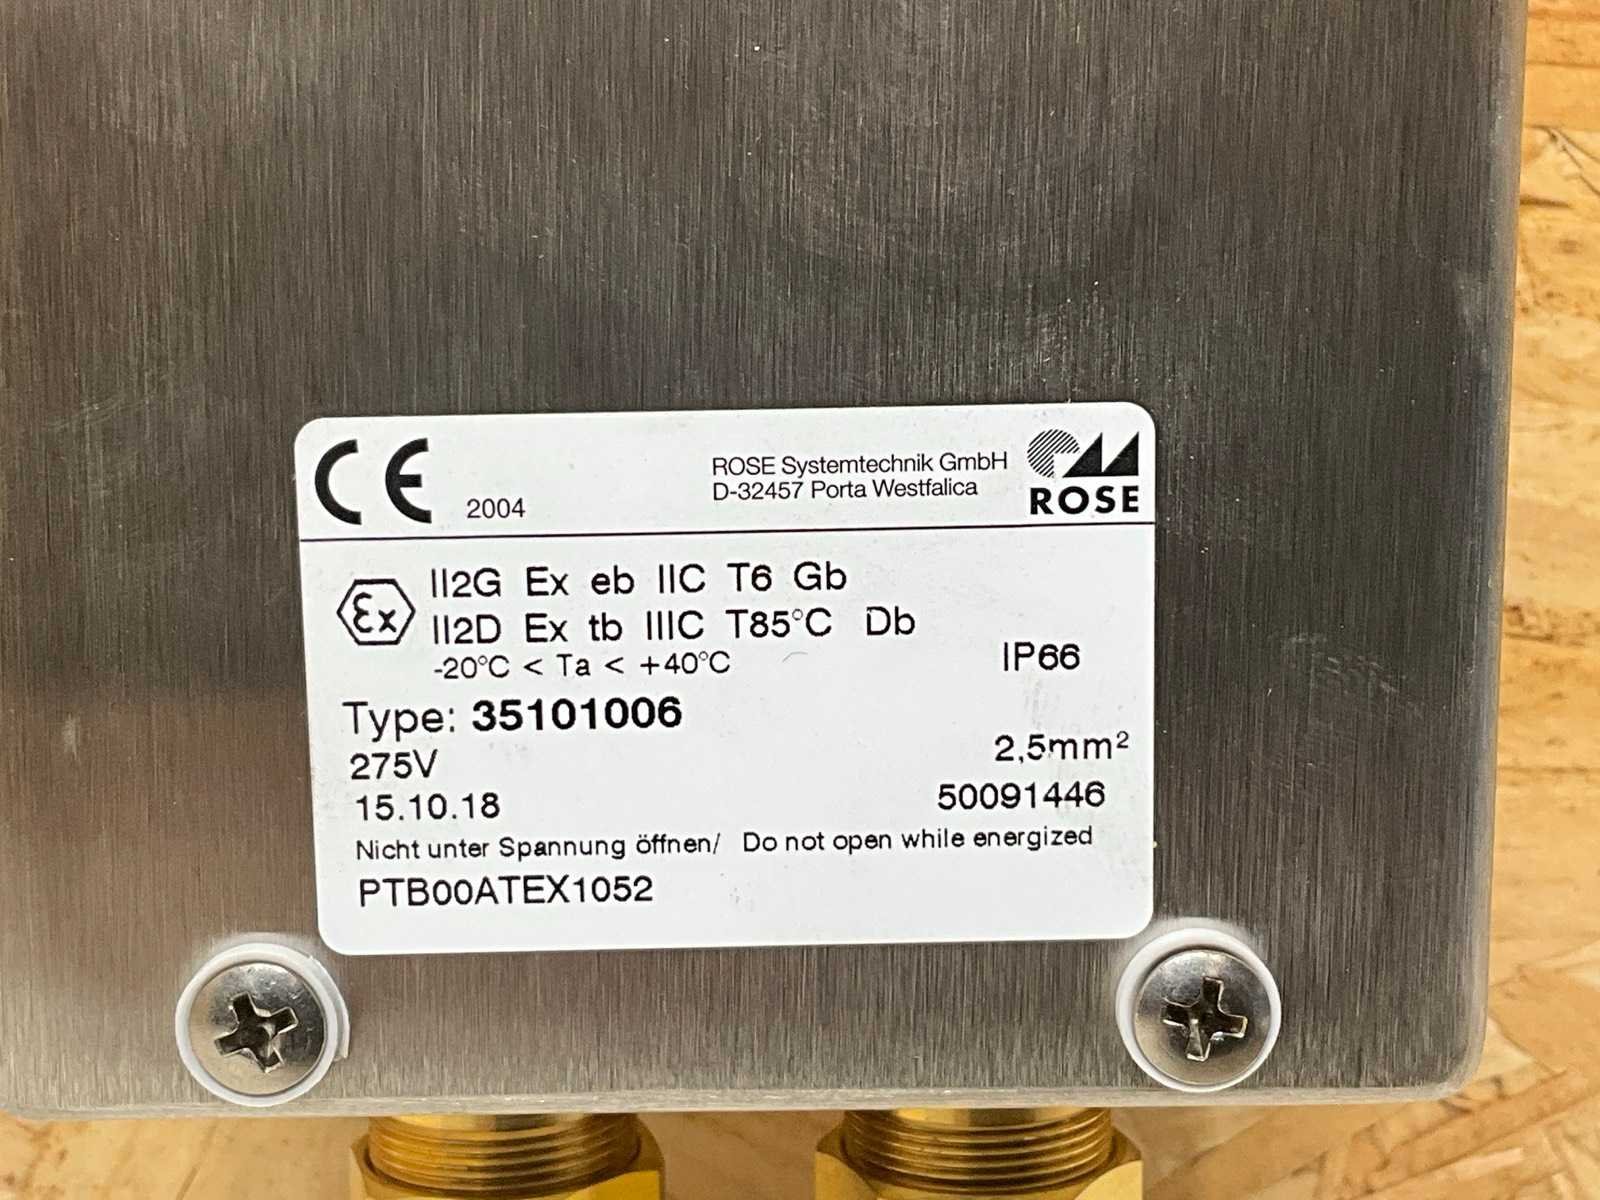 CE 2004
ROSE Systemtechnik GmbH
D-32457 Porta Westfalica
ROSE
Ex
II2G Ex eb IIC T6 Gb
II2D Ex tb IIIC T85°C Db
-20°C < Ta < +40°C
IP66
Type: 35101006
275V
2,5mm²
15.10.18
50091446
Nicht unter Spannung öffnen/ Do not open while energized
PTB00ATEX1052